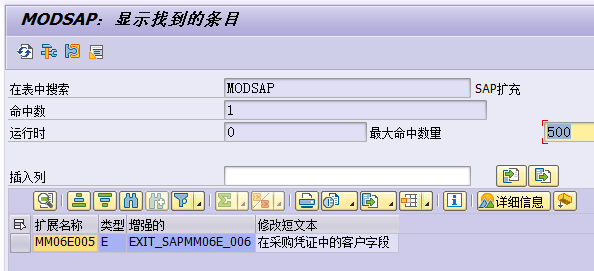 MODSAP: 显示找到的条目
在表中搜索 MODSAP SAP扩充
命中数 1
运行时 0 最大命中数量 500
插入列
详细信息
扩展名称 类型 增强的 修改短文本
MM06E005 E EXIT_SAPMM06E_006 在采购凭证中的客户字段